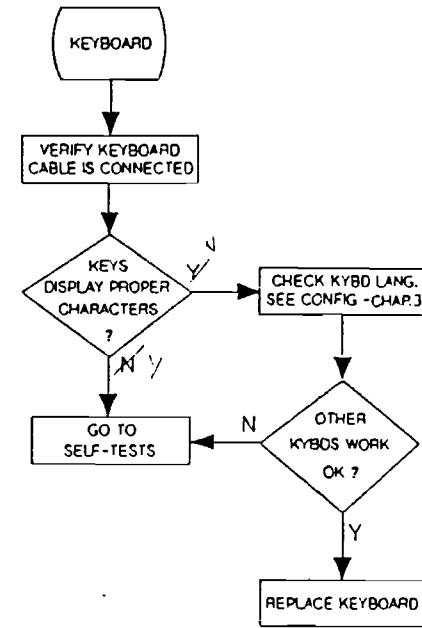 KEYBOARD
VERIFY KEYBOARD
CABLE IS CONNECTED
KEYS
DISPLAY PROPER
CHARACTERS
?
Y N
N Y
CHECK KYBD LANG.
SEE CONFIG -CHAP.3
GO TO
SELF-TESTS
N
OTHER
KYBDS WORK
OK ?
Y
REPLACE KEYBOARD